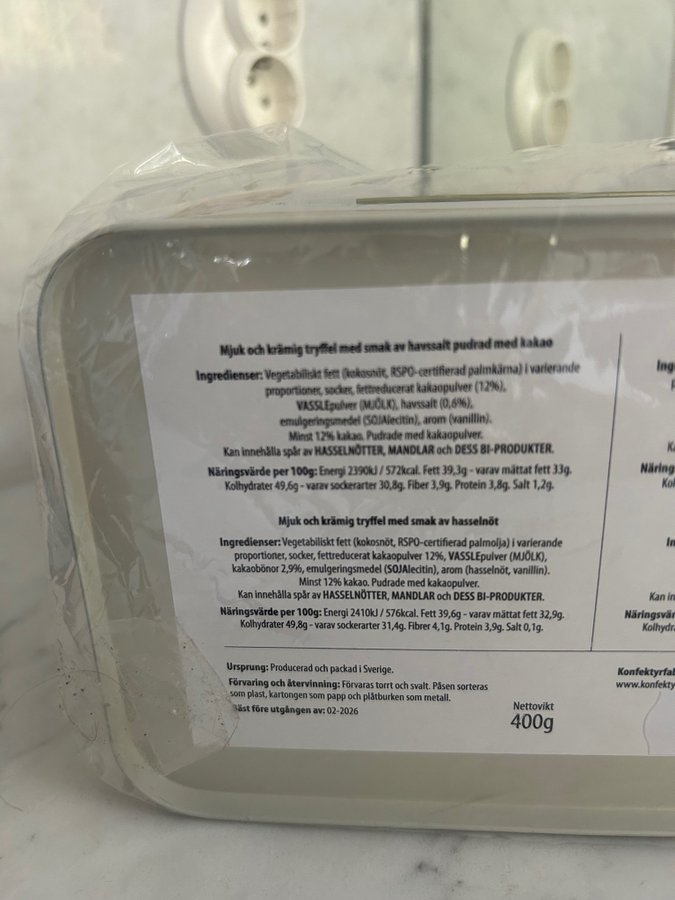 Mjuk och krämig tryffel med smak av havssalt pudrad med kakao
Ingredienser: Vegetabiliskt fett (kokosnöt, RSPO-certifierad palmkärna) i varierande
proportioner, socker, fettreducerat kakaopulver (12%),
VASSLEpulver (MJÖLK), havssalt (0,6%),
emulgeringsmedel (SOJAlecitin), arom (vanillin).
Minst 12% kakao. Pudrade med kakaopulver.
Kan innehålla spår av HASSELNÖTTER, MANDLAR och DESS BI-PRODUKTER.
Näringsvärde per 100g: Energi 2390kJ / 572kcal. Fett 39,3g - varav mättat fett 33g.
Kolhydrater 49,6g - varav sockerarter 30,8g. Fiber 3,9g. Protein 3,8g. Salt 1,2g.
Mjuk och krämig tryffel med smak av hasselnöt
Ingredienser: Vegetabiliskt fett (kokosnöt, RSPO-certifierad palmolja) i varierande
proportioner, socker, fettreducerat kakaopulver 12%, VASSLEpulver (MJÖLK),
kakaobönor 2,9%, emulgeringsmedel (SOJAlecitin), arom (hasselnöt, vanillin).
Minst 12% kakao. Pudrade med kakaopulver.
Kan innehålla spår av HASSELNÖTTER, MANDLAR och DESS BI-PRODUKTER.
Näringsvärde per 100g: Energi 2410kJ / 576kcal. Fett 39,6g - varav mättat fett 32,9g.
Kolhydrater 49,8g - varav sockerarter 31,4g. Fibrer 4,1g. Protein 3,9g. Salt 0,1g.
Ursprung: Producerad och packad i Sverige.
Förvaring och återvinning: Förvaras torrt och svalt. Påsen sorteras
som plast, kartongen som papp och plåtburken som metall.
Bäst före utgången av: 02-2026
Nettovikt
400g